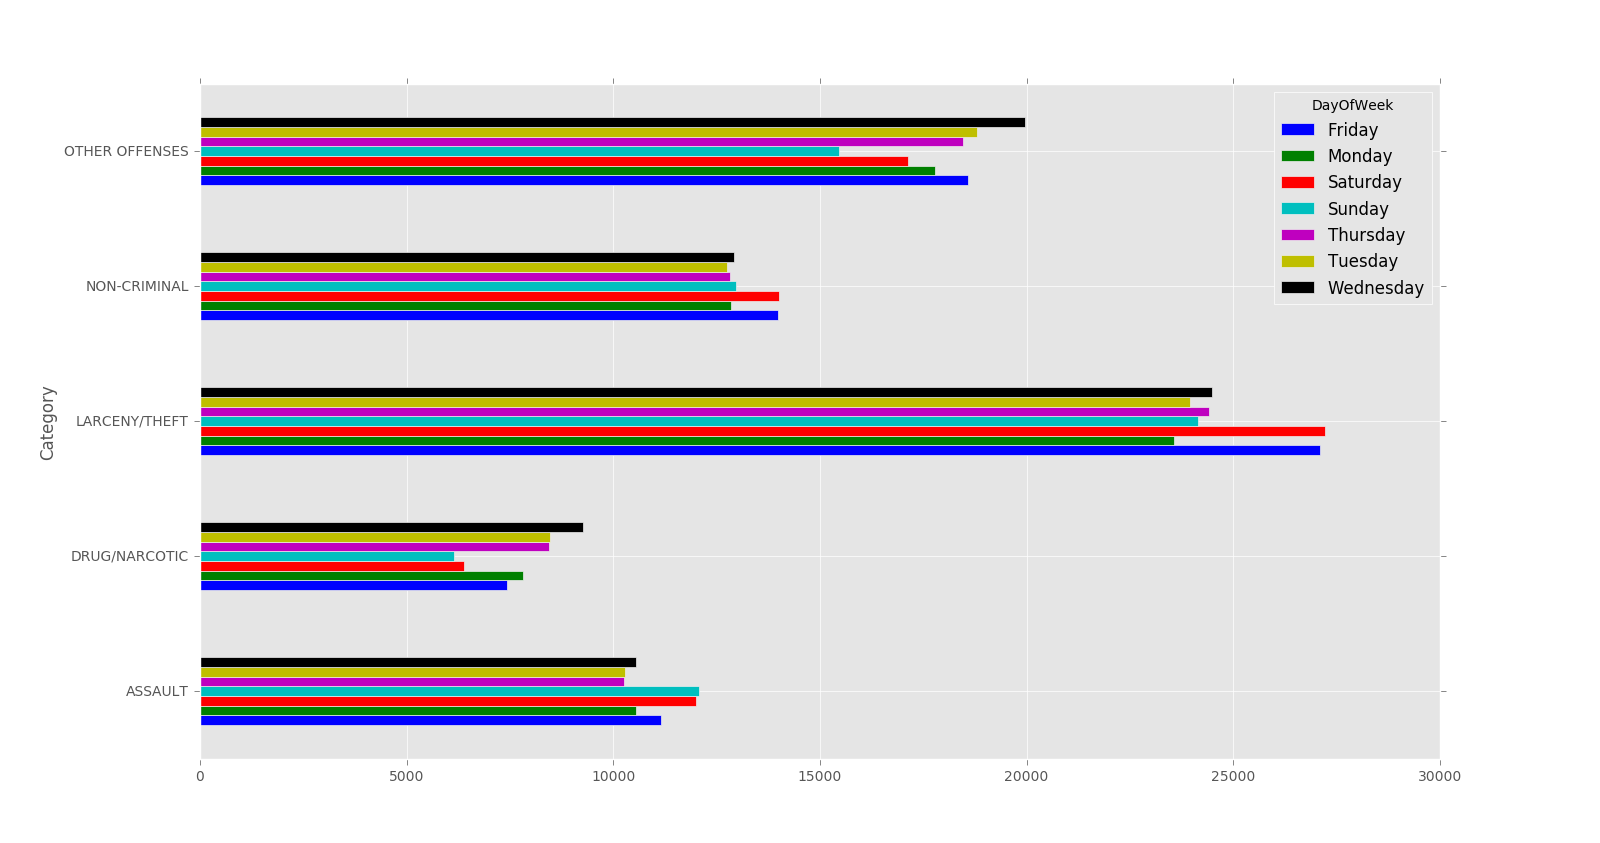 DayOfWeek
Friday
Monday
Saturday
Sunday
Thursday
Tuesday
Wednesday
OTHER OFFENSES
NON-CRIMINAL
LARCENY/THEFT
DRUG/NARCOTIC
ASSAULT
Category
0 5000 10000 15000 20000 25000 30000